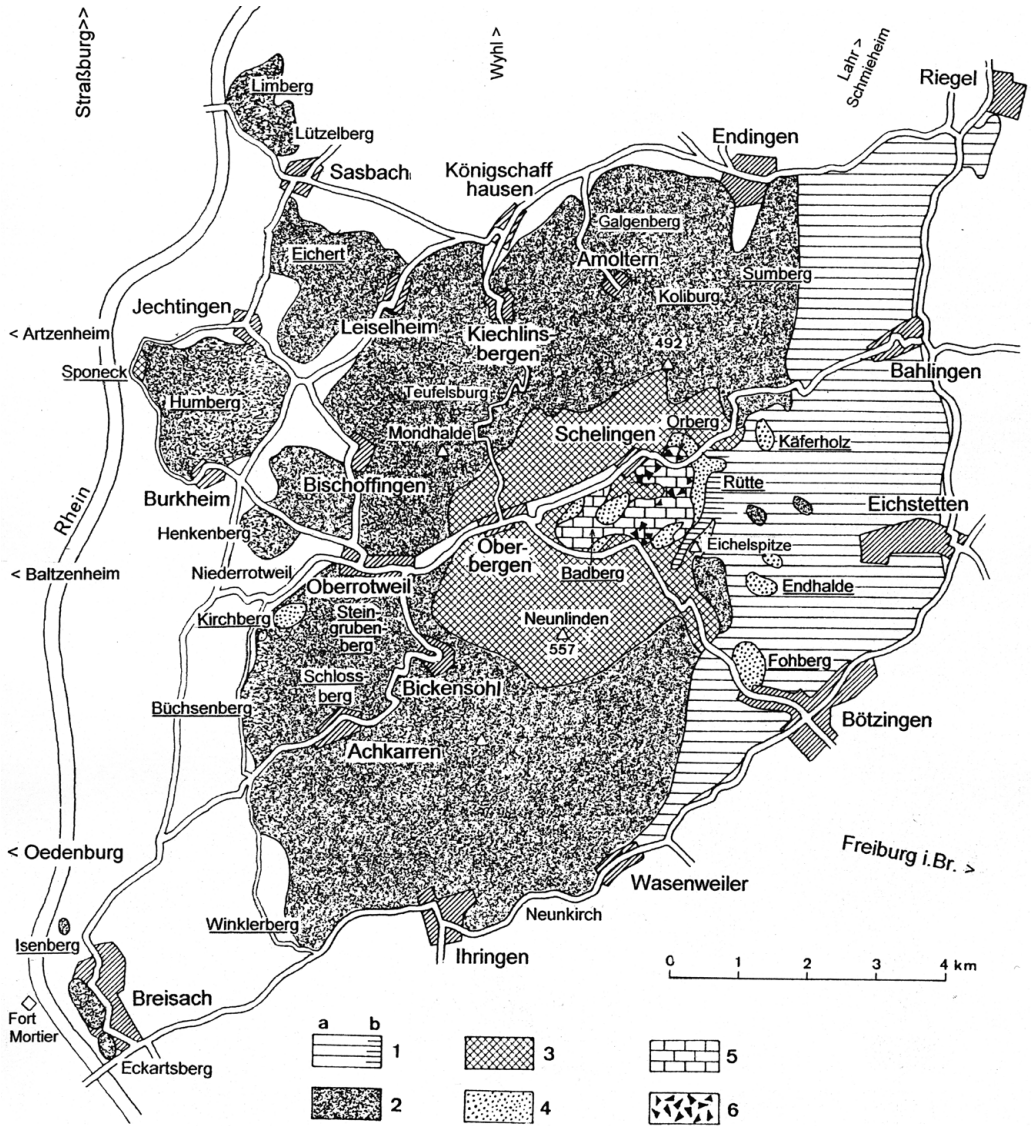 Straßburg>>
Wyhl >
Lahr >
Schmieheim
Riegel
Limberg
Lützelberg
Sasbach
Königschaff
hausen
Endingen
Galgenberg
Amoltern
Eichert
Sumberg
Koliburg
Jechtingen
Leiselheim
Kiechlins-
bergen
492
< Artzenheim
Sponeck
Bahlingen
Humberg
Teufelsburg
Mondhalde
Schelingen
Orberg
Käferholz
Rütte
Burkheim
Bischoffingen
Eichstetten
Rhein
Henkenberg
Ober-
bergen
Eichelspitze
Badberg
< Baltzenheim
Niederrotweil
Oberrotweil
Endhalde
Kirchberg
Stein
gruben
berg
Neunlinden
557
Fohberg
Schloss
berg
Bickensohl
Büchsenberg
Bötzingen
Achkarren
< Oedenburg
Freiburg i.Br. >
Wasenweiler
Neunkirch
Winklerberg
Isenberg
Ihringen
0 1 2 3 4 km
Breisach
Fort
Mortier
Eckartsberg
a b
1
3
5
2
4
6